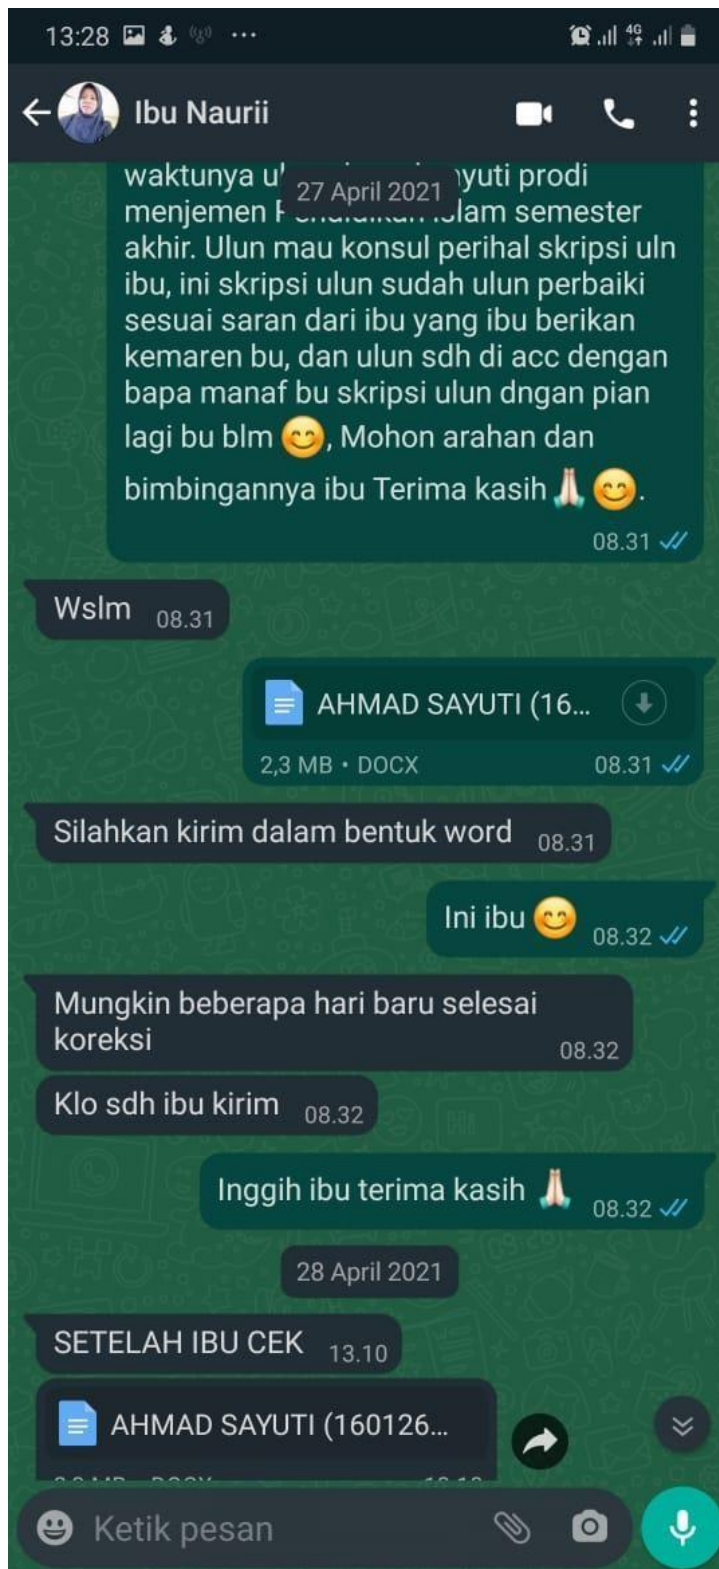 13:28
4G
Ibu Naurii
27 April 2021
waktunya yuti prodi
menjemen Islam semester
akhir. Ulun mau konsul perihal skripsi uln
ibu, ini skripsi ulun sudah ulun perbaiki
sesuai saran dari ibu yang ibu berikan
kemaren bu, dan ulun sdh di acc dengan
bapa manaf bu skripsi ulun dngan pian
lagi bu blm 😊, Mohon arahan dan
bimbingannya ibu Terima kasih 🙏🏻 😊.
08.31
Wslm 08.31
AHMAD SAYUTI (16...
2,3 MB • DOCX 08.31
Silahkan kirim dalam bentuk word 08.31
Ini ibu 😊 08.32
Mungkin beberapa hari baru selesai
koreksi 08.32
Klo sdh ibu kirim 08.32
Inggih ibu terima kasih 🙏🏻 08.32
28 April 2021
SETELAH IBU CEK 13.10
AHMAD SAYUTI (160126...
Ketik pesan